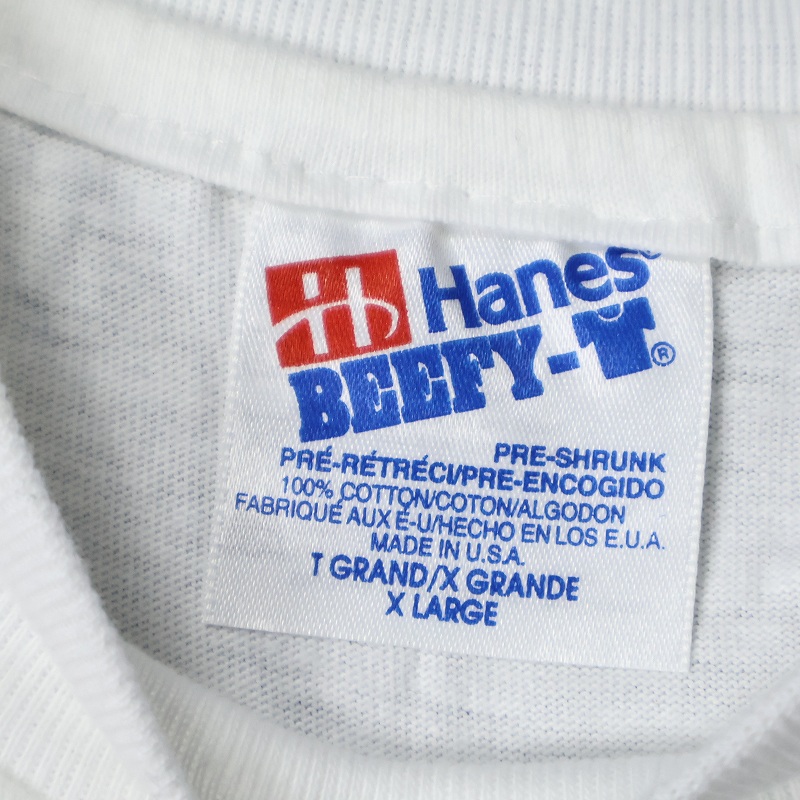 Hanes®
BEEFY-T®
PRE-SHRUNK
PRÉ-RÉTRÉCI/PRE-ENCOGIDO
100% COTTON/COTON/ALGODON
FABRIQUÉ AUX É-U/HECHO EN LOS E.U.A.
MADE IN U.S.A.
T GRAND/X GRANDE
X LARGE